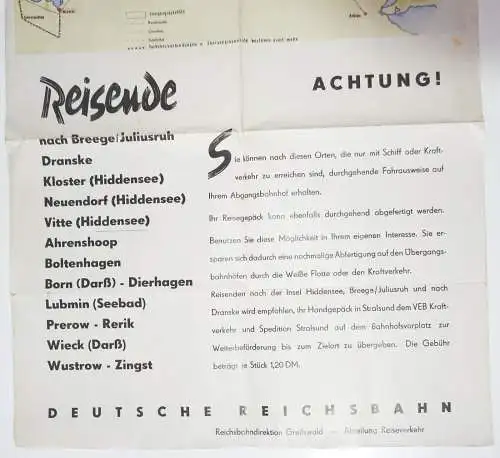 Reisende
ACHTUNG!
nach Breege/Juliusruh
Dranske
Kloster (Hiddensee)
Neuendorf (Hiddensee)
Vitte (Hiddensee)
Ahrenshoop
Boltenhagen
Born (Darß) - Dierhagen
Lubmin (Seebad)
Prerow - Rerik
Wieck (Darß)
Wustrow - Zingst
Sie können nach diesen Orten, die nur mit Schiff oder Kraft-
verkehr zu erreichen sind, durchgehende Fahrausweise auf
Ihrem Abgangsbahnhof erhalten.
Ihr Reisegepäck kann ebenfalls durchgehend abgefertigt werden.
Benutzen Sie diese Möglichkeit in Ihrem eigenen Interesse. Sie er-
sparen sich dadurch eine nochmalige Abfertigung auf den Übergangs-
bahnhöfen durch die Weiße Flotte oder den Kraftverkehr.
Reisenden nach der Insel Hiddensee, Breege/Juliusruh und nach
Dranske wird empfohlen, ihr Handgepäck in Stralsund dem VEB Kraft-
verkehr und Spedition Stralsund auf dem Bahnhofsvorplatz zur
Weiterbeförderung bis zum Zielort zu übergeben. Die Gebühr
beträgt je Stück 1,20 DM.
DEUTSCHE REICHSBAHN
Reichsbahndirektion Greifswald Abteilung Reiseverkehr